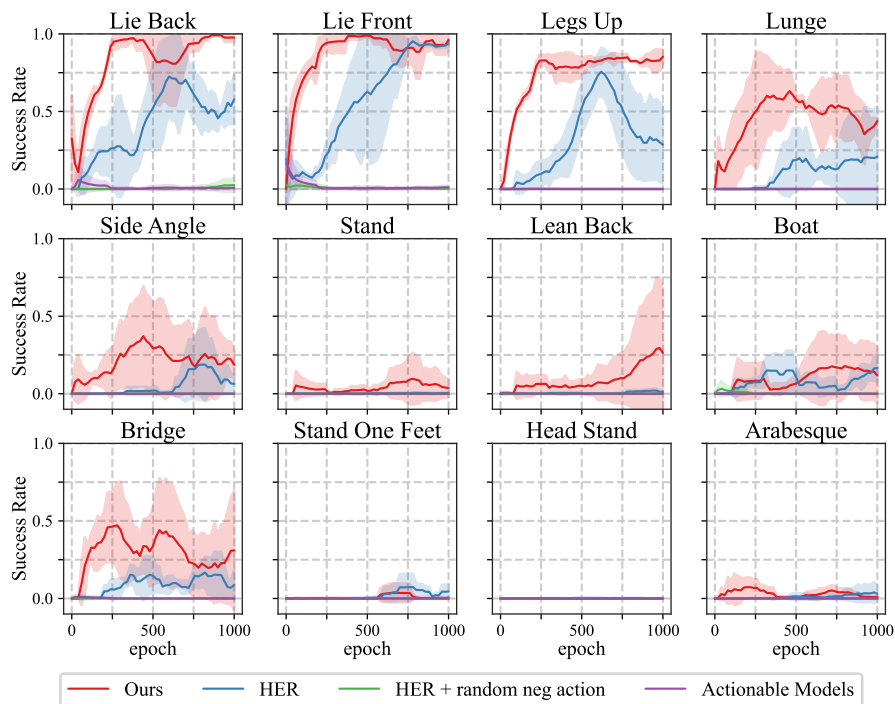 Lie Back Lie Front Legs Up Lunge
1.0
0.5
0.0
Success Rate
Side Angle Stand Lean Back Boat
1.0
0.5
0.0
Success Rate
Bridge Stand One Feet Head Stand Arabesque
1.0
0.5
0.0
Success Rate
0 500 1000 0 500 1000 0 500 1000 0 500 1000
epoch epoch epoch epoch
Ours HER HER + random neg action Actionable Models